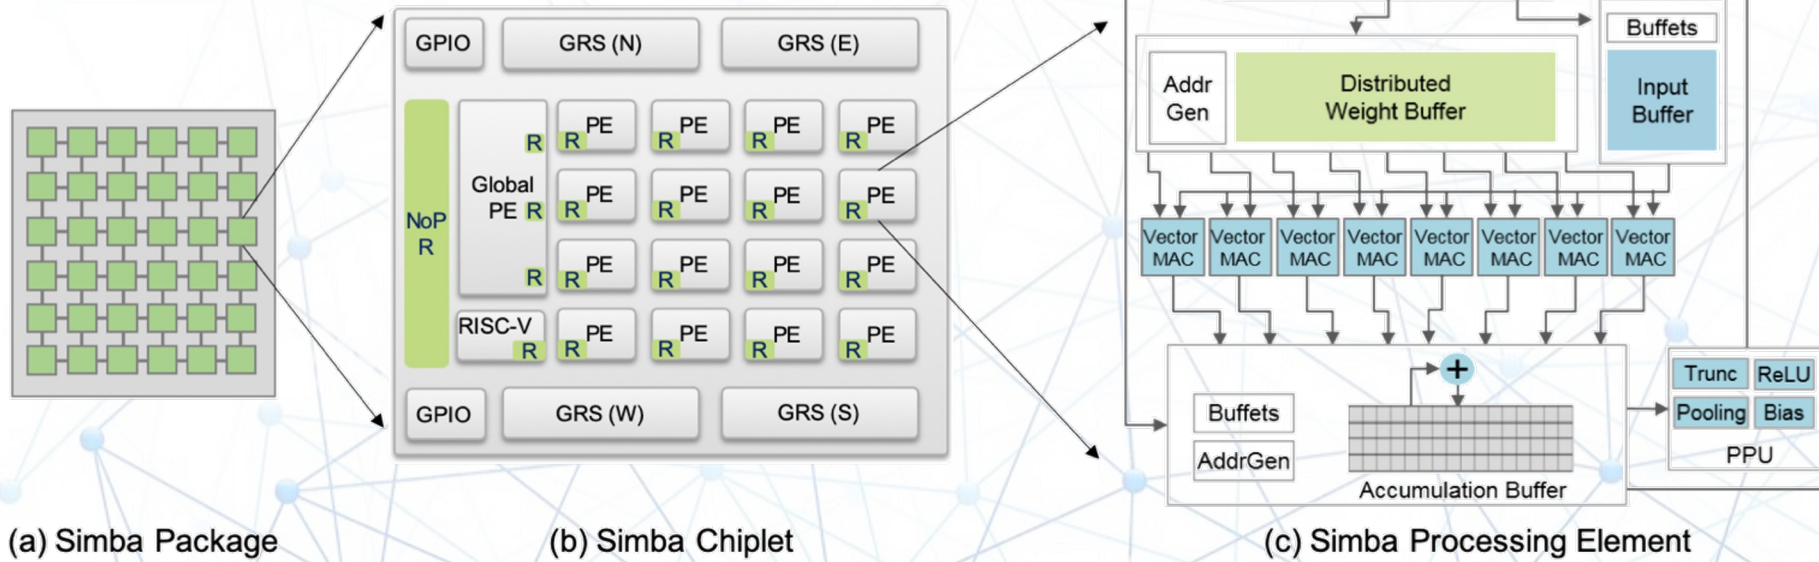 GPIO
GRS (N)
GRS (E)
NoP
R
Global
PE
R
R
R
RISC-V
R
PE
R
PE
R
PE
R
PE
R
PE
R
PE
R
PE
R
PE
R
PE
R
PE
R
PE
R
PE
R
PE
R
PE
R
PE
R
PE
R
GPIO
GRS (W)
GRS (S)
Addr
Gen
Distributed
Weight Buffer
Buffets
Input
Buffer
Vector
MAC
Vector
MAC
Vector
MAC
Vector
MAC
Vector
MAC
Vector
MAC
Vector
MAC
Vector
MAC
+
Buffets
AddrGen
Accumulation Buffer
Trunc
ReLU
Pooling
Bias
PPU
(a) Simba Package
(b) Simba Chiplet
(c) Simba Processing Element